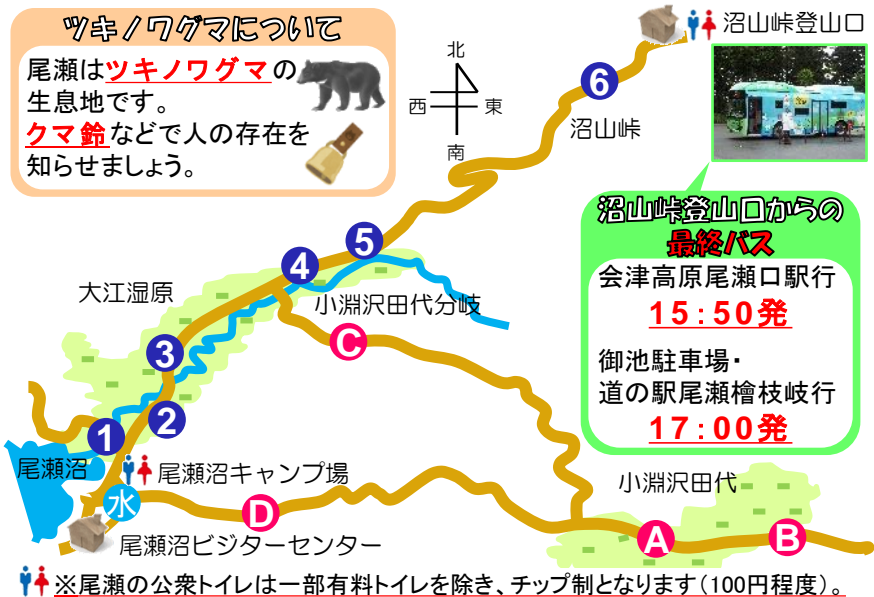 ツキノワグマについて
尾瀬はツキノワグマの
生息地です。
クマ鈴などで人の存在を
知らせましょう。
北
西
東
南
沼山峠登山口
6
沼山峠
沼山峠登山口からの
最終バス
会津高原尾瀬口駅行
15:50発
御池駐車場・
道の駅尾瀬檜枝岐行
17:00発
5
4
大江湿原
小淵沢田代分岐
C
3
2
1
尾瀬沼
尾瀬沼キャンプ場
水
D
小淵沢田代
A
B
尾瀬沼ビジターセンター
※尾瀬の公衆トイレは一部有料トイレを除き、チップ制となります(100円程度)。